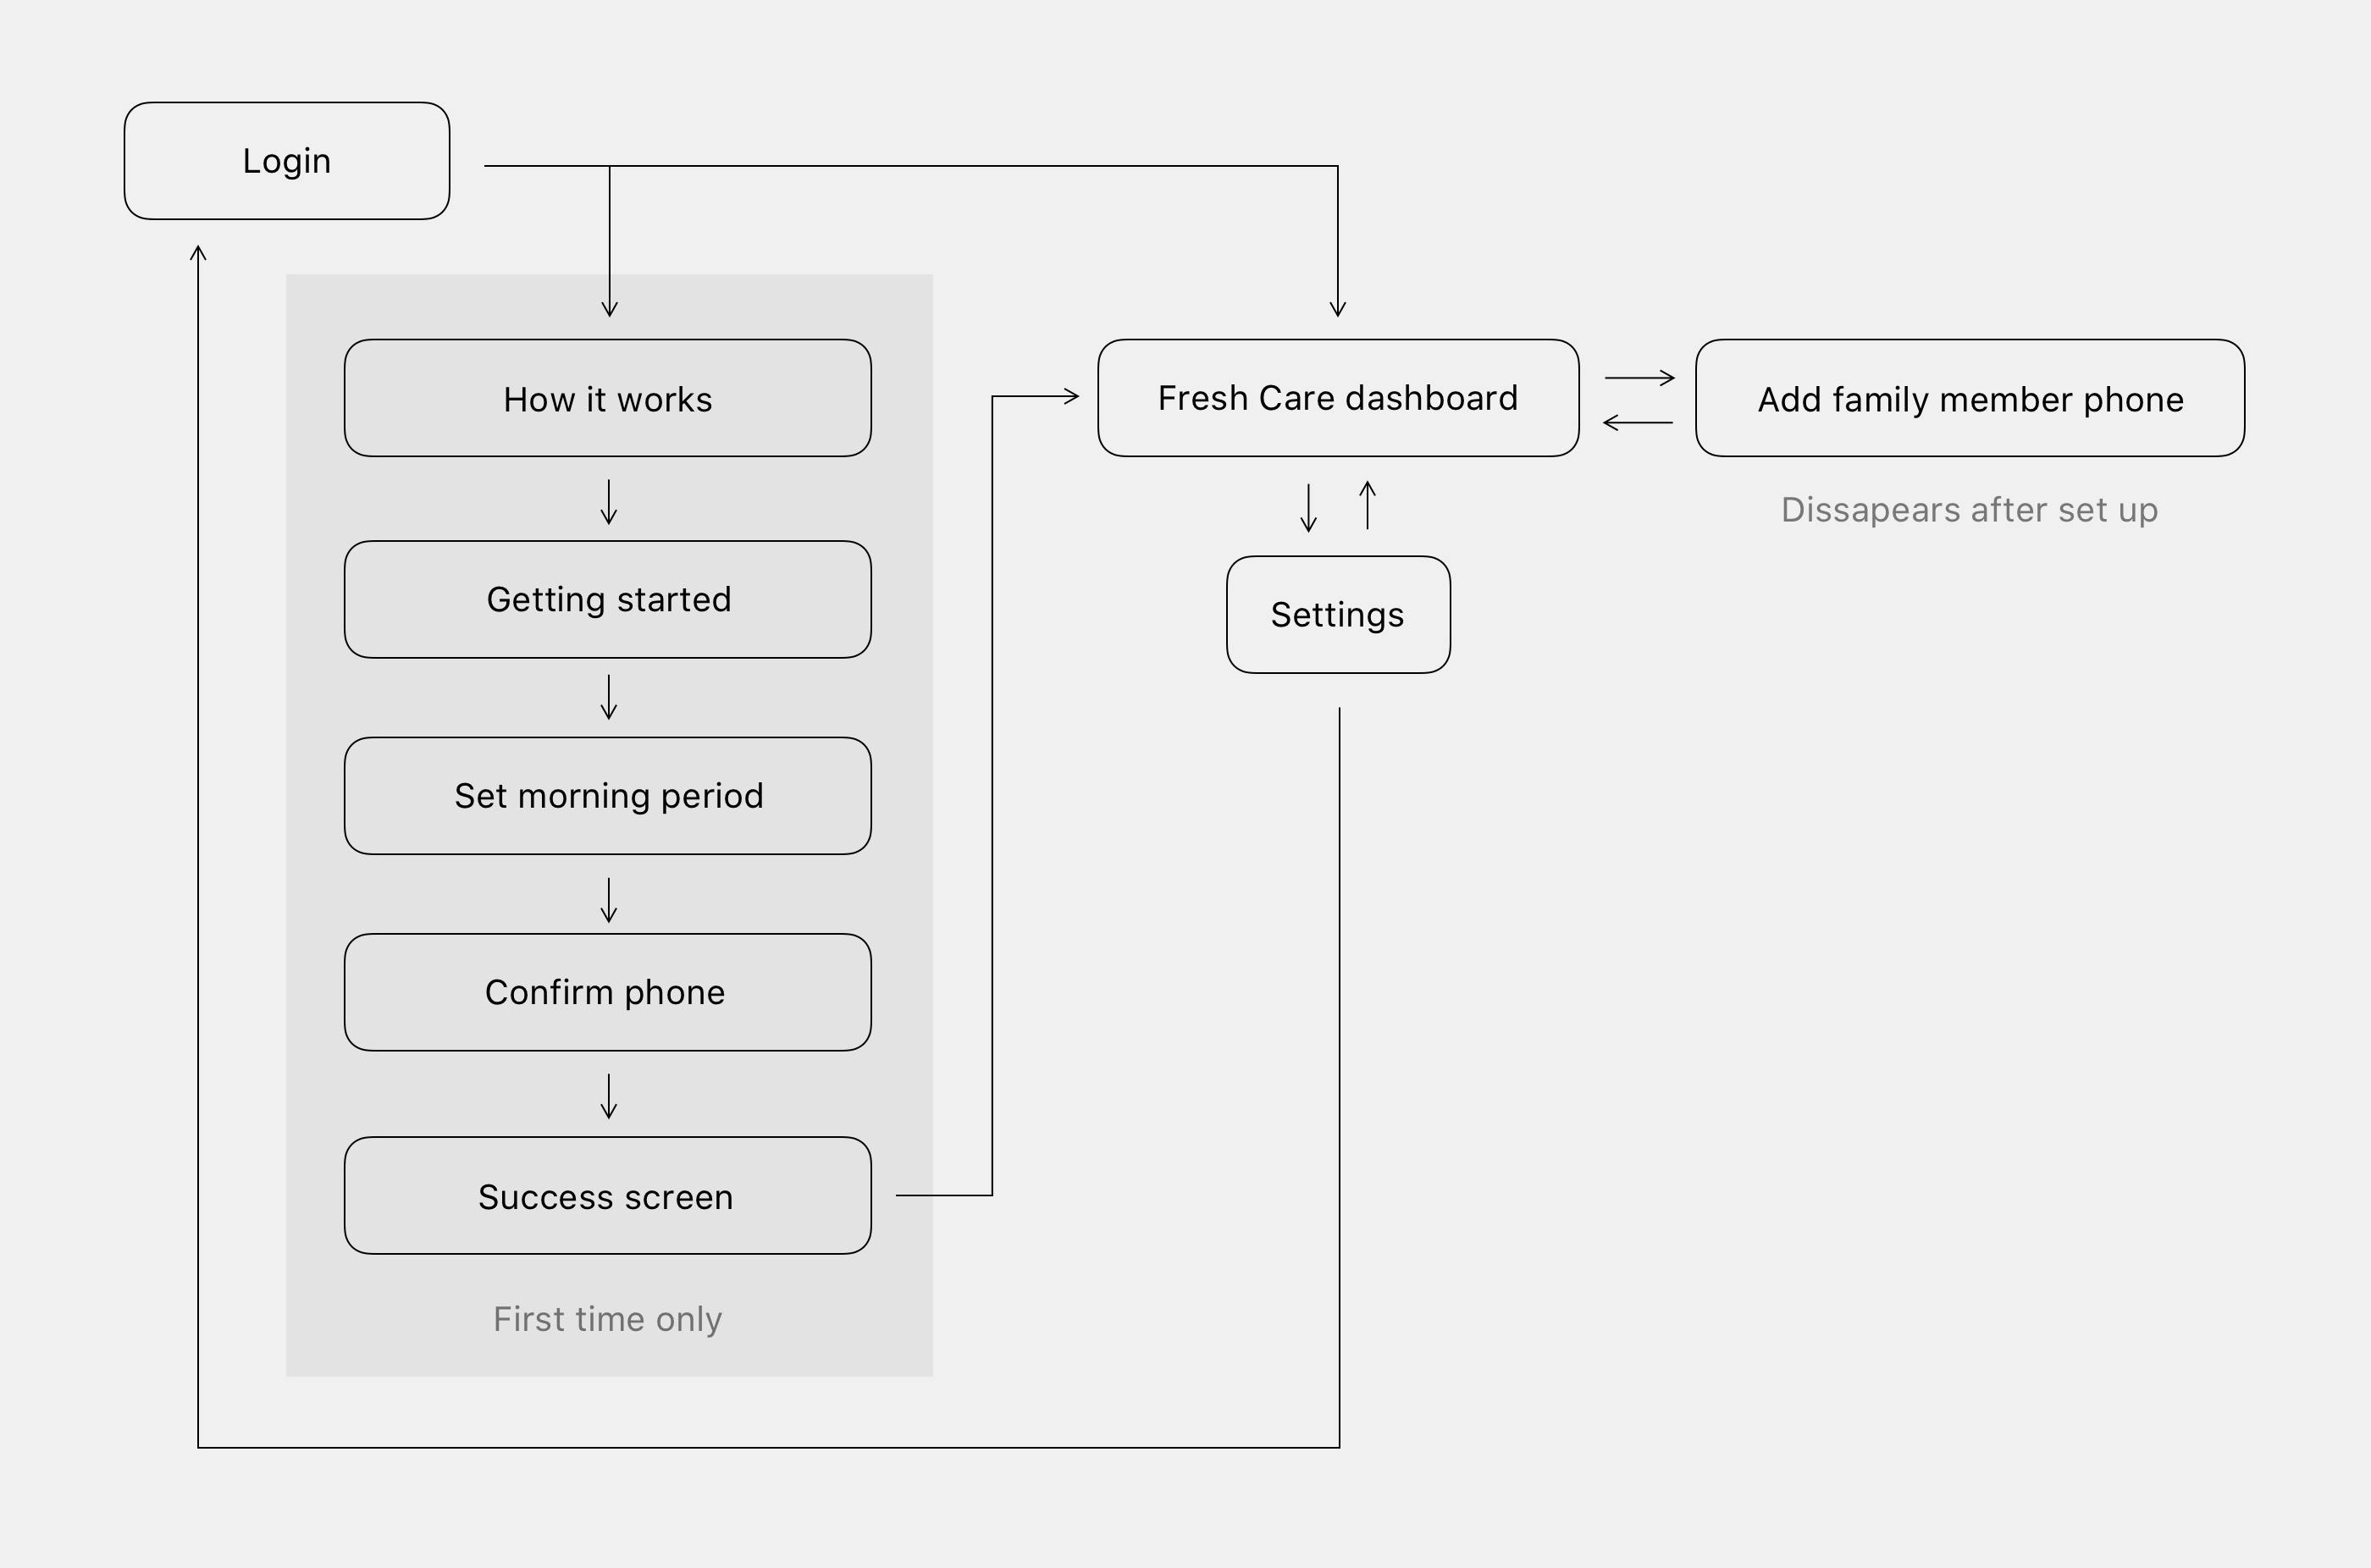 Login
How it works
Getting started
Set morning period
Confirm phone
Success screen
First time only
Fresh Care dashboard
Settings
Add family member phone
Dissapears after set up